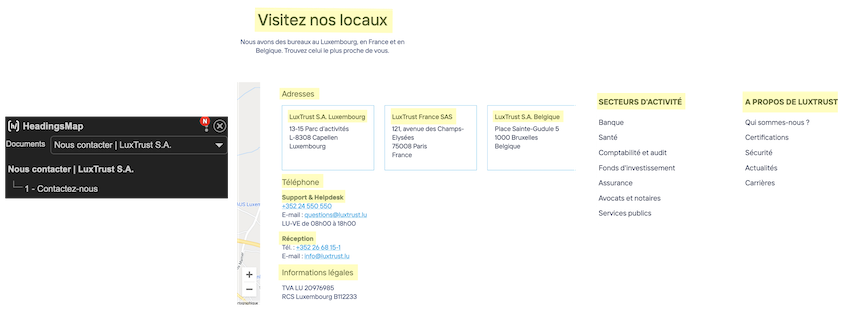 Visitez nos locaux
Nous avons des bureaux au Luxembourg, en France et en
Belgique. Trouvez celui le plus proche de vous.
HeadingsMap
Documents
Nous contacter | LuxTrust S.A.
Nous contacter | LuxTrust S.A.
1 - Contactez-nous
Adresses
LuxTrust S.A. Luxembourg
13-15 Parc d'activités
L-8308 Capellen
Luxembourg
LuxTrust France SAS
121, avenue des Champs-
Elysées
75008 Paris
France
LuxTrust S.A. Belgique
Place Sainte-Gudule 5
1000 Bruxelles
Belgique
Téléphone
Support & Helpdesk
+352 24 550 550
E-mail : questions@luxtrust.lu
LU-VE de 08h00 à 18h00
Réception
Tél. : +352 26 68 15-1
E-mail : info@luxtrust.lu
Informations légales
TVA LU 20976985
RCS Luxembourg B112233
+
−
SECTEURS D'ACTIVITÉ
Banque
Santé
Comptabilité et audit
Fonds d'investissement
Assurance
Avocats et notaires
Services publics
A PROPOS DE LUXTRUST
Qui sommes-nous ?
Certifications
Sécurité
Actualités
Carrières